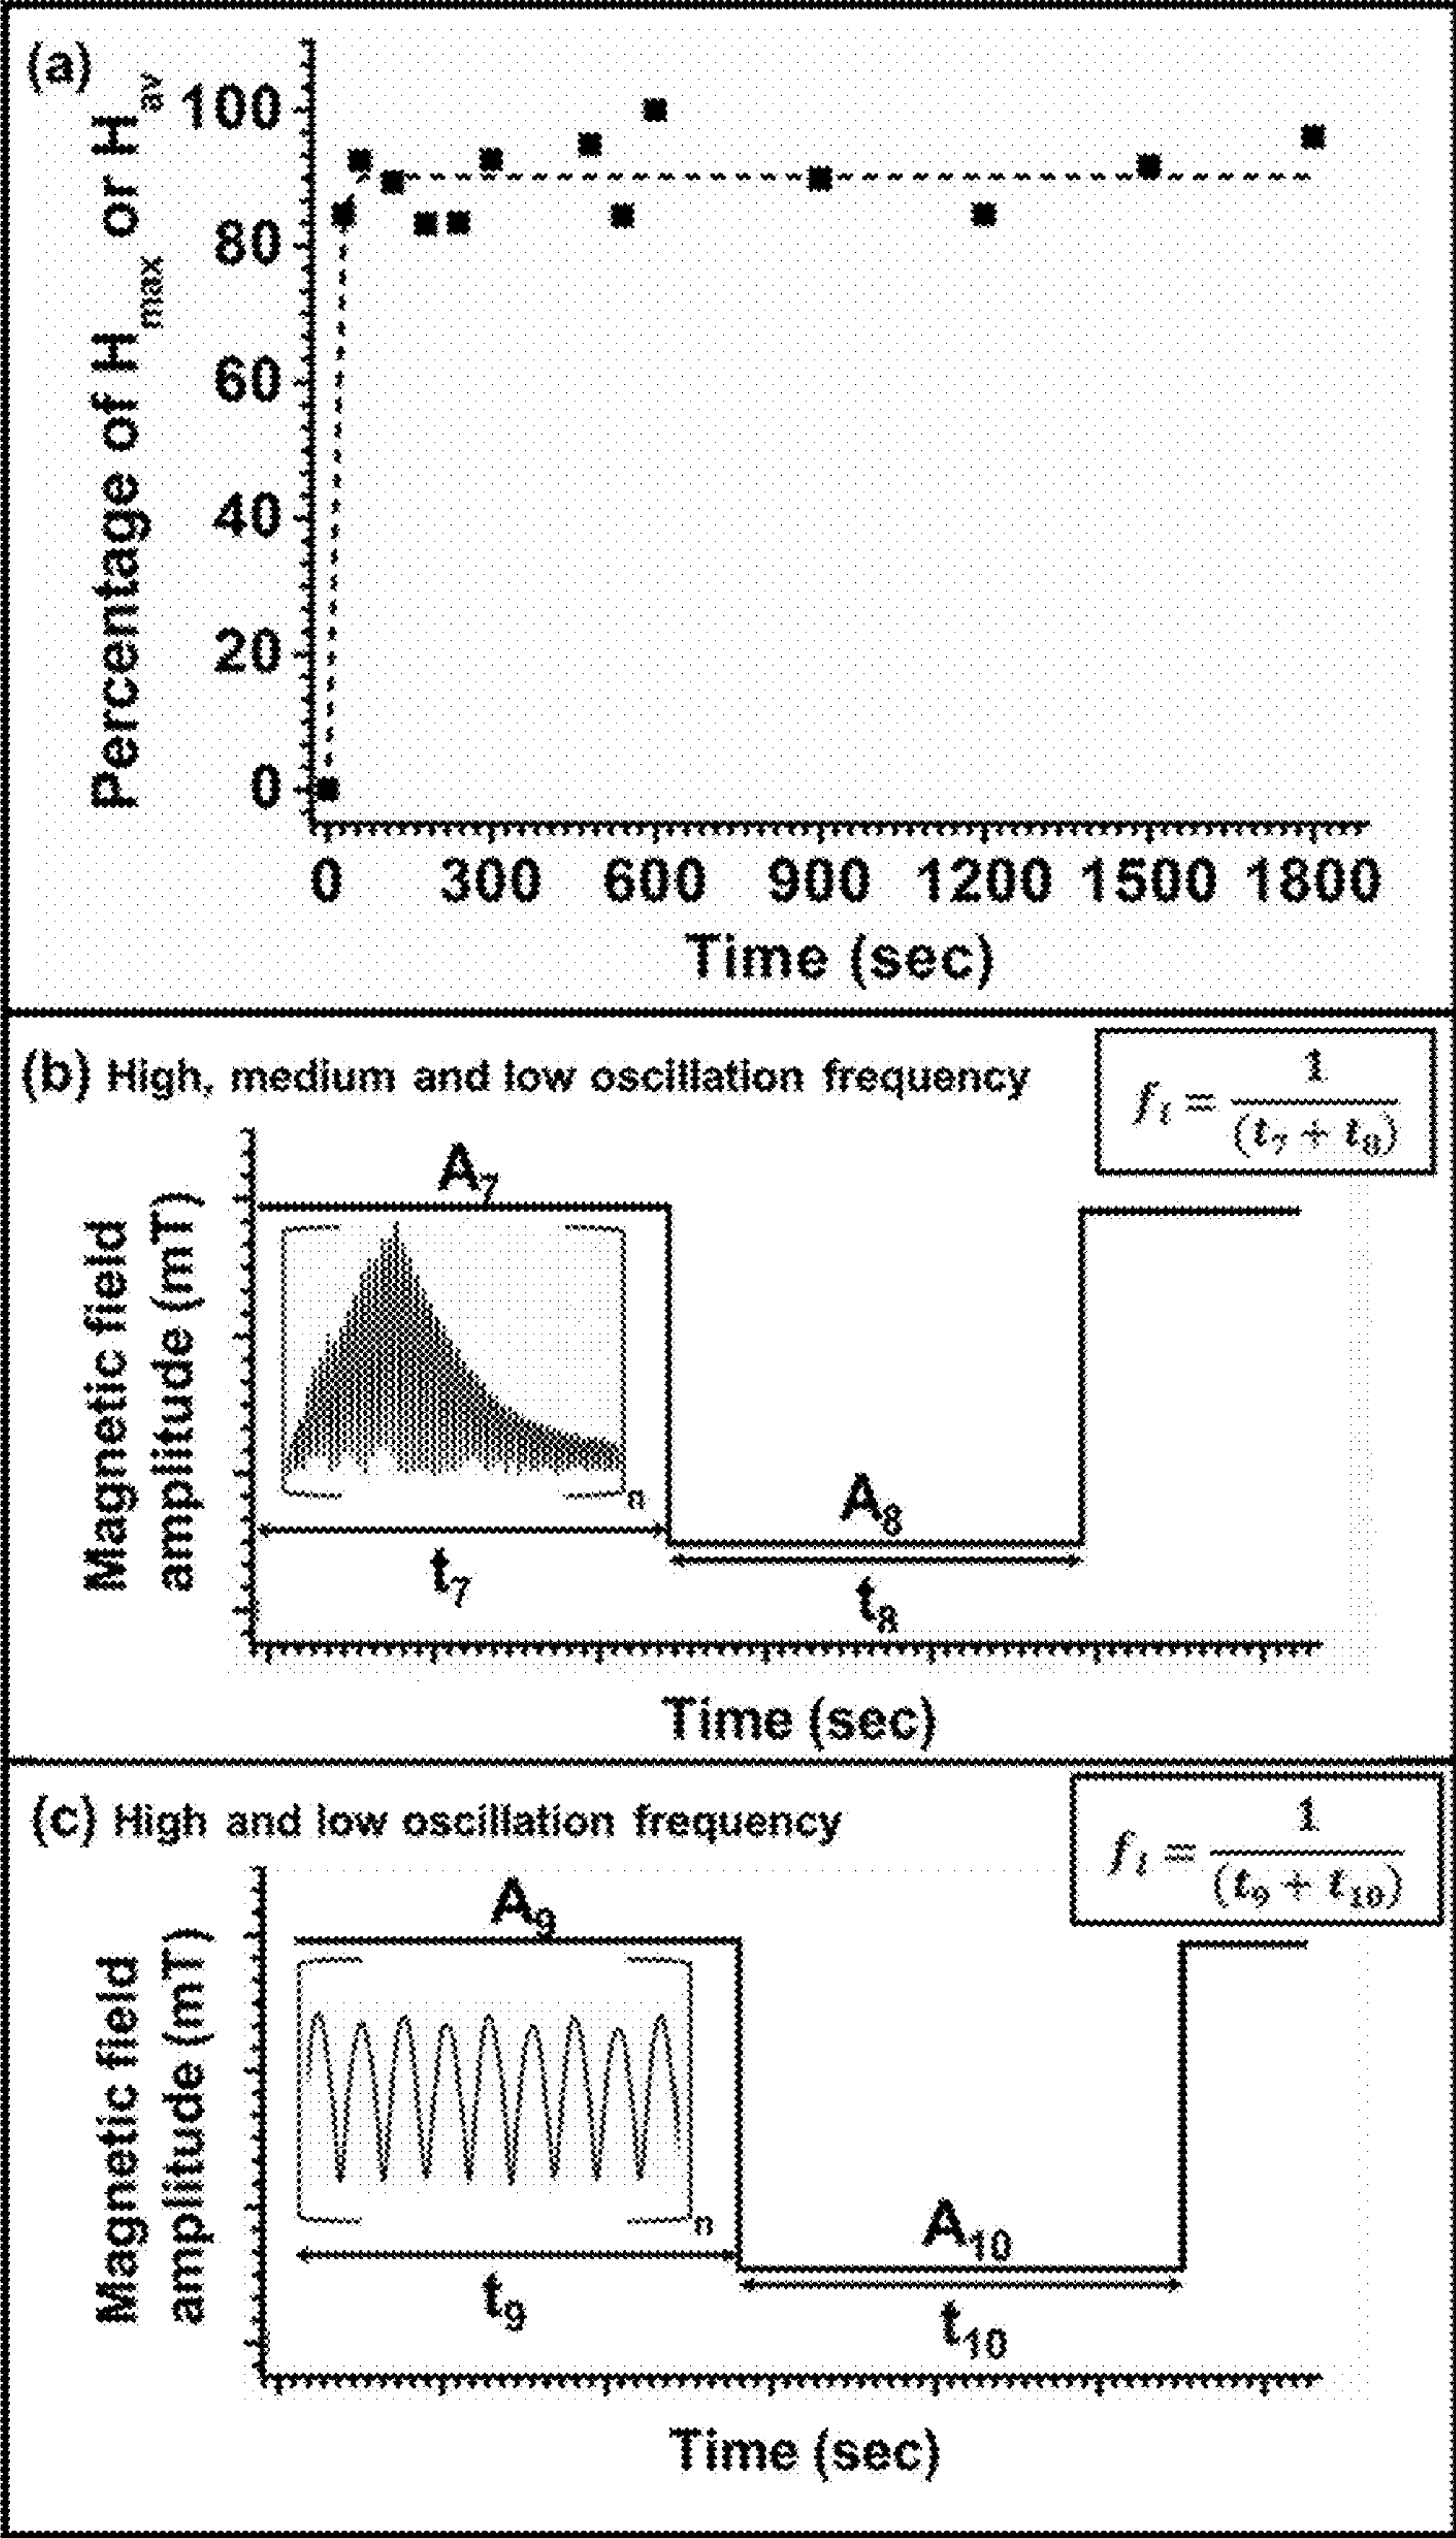 (a)
Percentage of H_max or H_av
100
80
60
40
20
0
0 300 600 900 1200 1500 1800
Time (sec)
(b) High, medium and low oscillation frequency
f_l = 1 / (t_7 + t_8)
Magnetic field
amplitude (mT)
A_7
n
t_7
A_8
t_8
Time (sec)
(c) High and low oscillation frequency
f_l = 1 / (t_9 + t_10)
Magnetic field
amplitude (mT)
A_9
n
t_9
A_10
t_10
Time (sec)